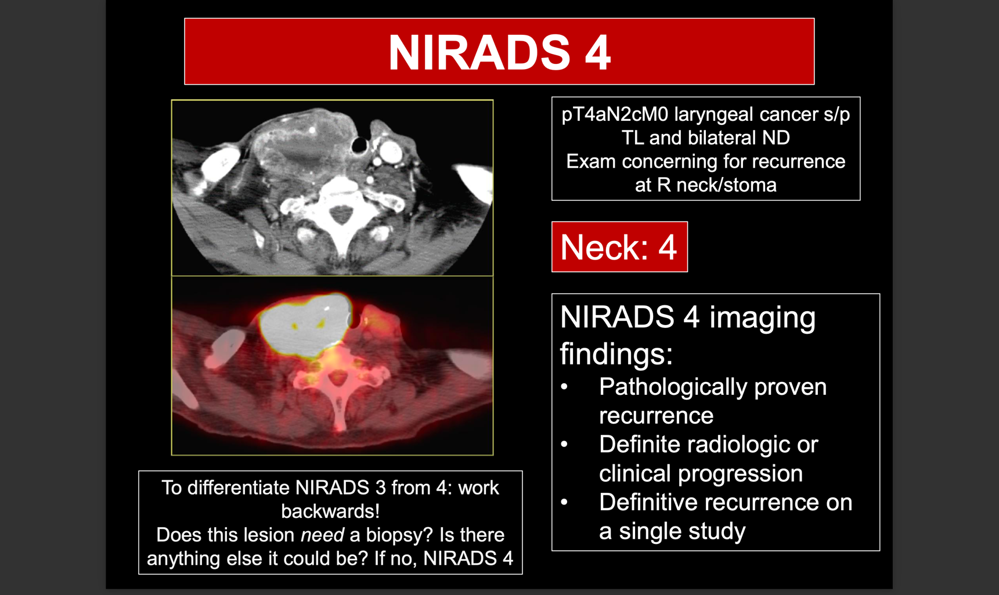 NIRADS 4
pT4aN2cM0 laryngeal cancer s/p
TL and bilateral ND
Exam concerning for recurrence
at R neck/stoma
Neck: 4
NIRADS 4 imaging
findings:
• Pathologically proven
recurrence
• Definite radiologic or
clinical progression
• Definitive recurrence on
a single study
To differentiate NIRADS 3 from 4: work
backwards!
Does this lesion need a biopsy? Is there
anything else it could be? If no, NIRADS 4